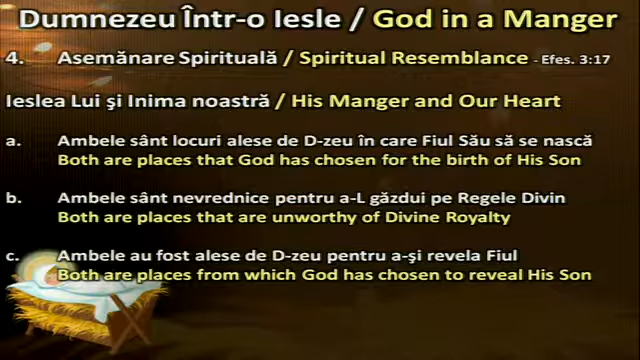 Dumnezeu Într-o Iesle / God in a Manger
4. Asemănare Spirituală / Spiritual Resemblance - Efes. 3:17
Ieslea Lui şi Inima noastră / His Manger and Our Heart
a. Ambele sânt locuri alese de D-zeu în care Fiul Său să se nască
Both are places that God has chosen for the birth of His Son
b. Ambele sânt nevrednice pentru a-L găzdui pe Regele Divin
Both are places that are unworthy of Divine Royalty
c. Ambele au fost alese de D-zeu pentru a-şi revela Fiul
Both are places from which God has chosen to reveal His Son